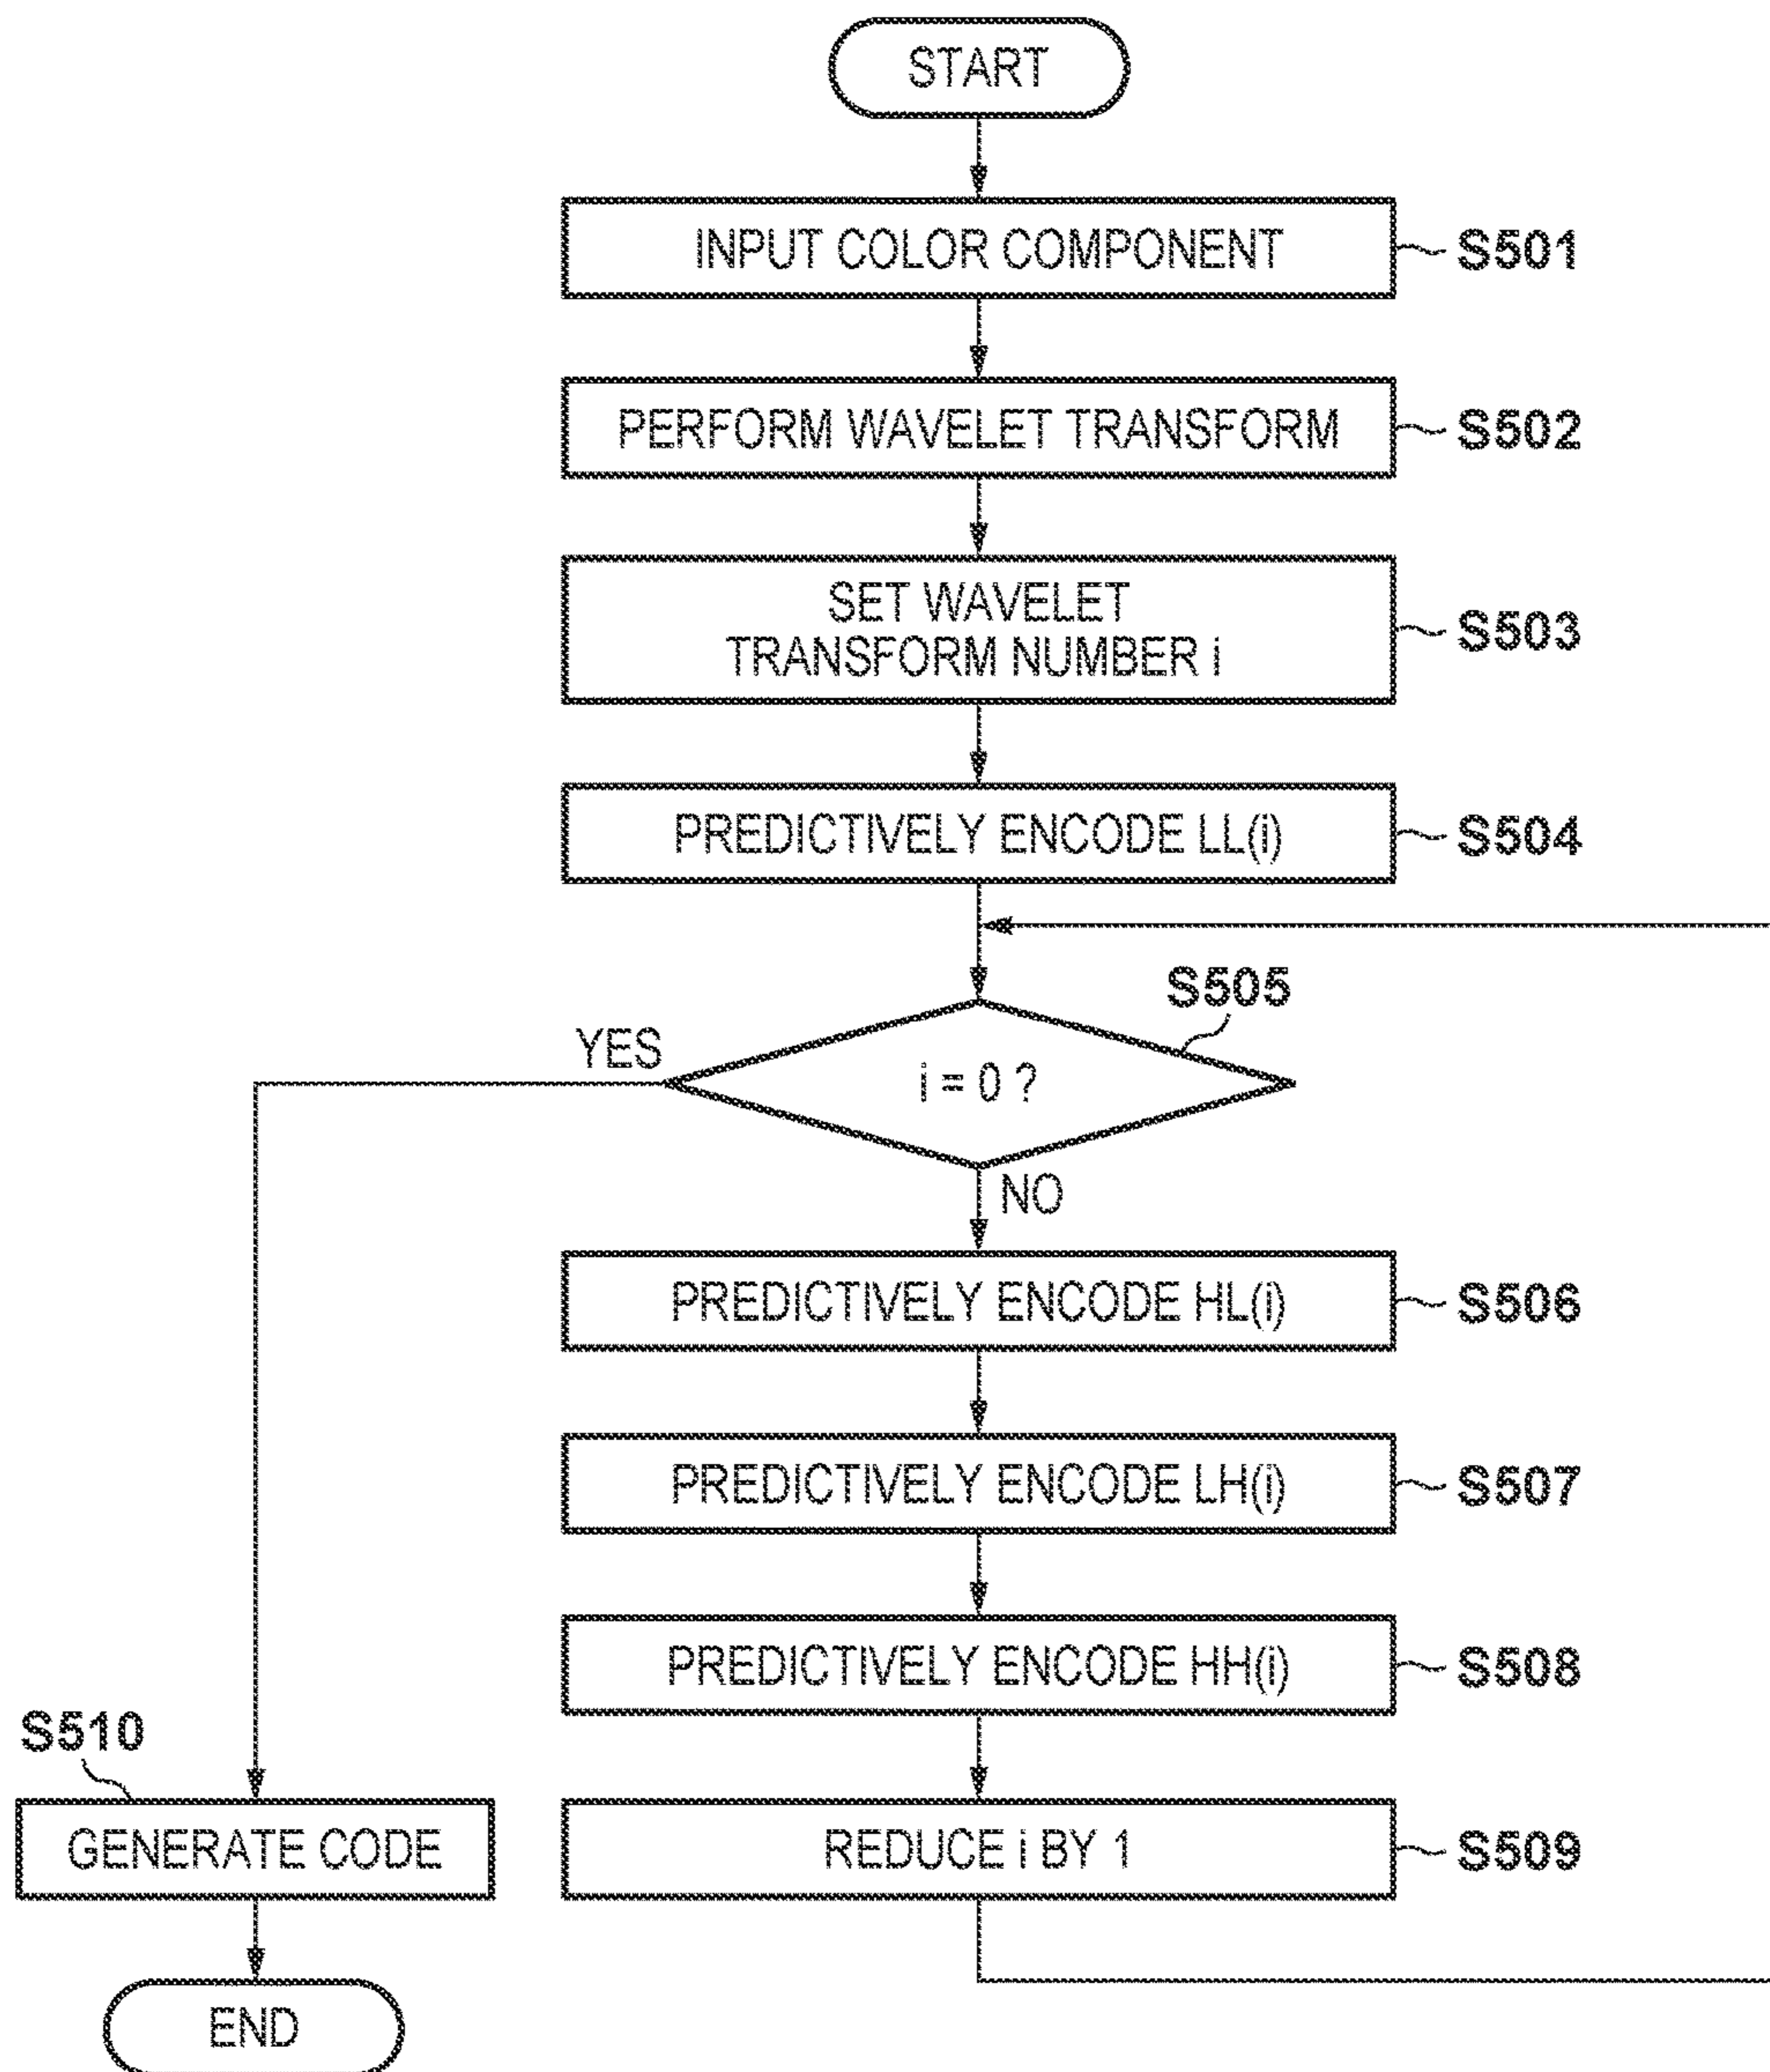 START
INPUT COLOR COMPONENT
S501
PERFORM WAVELET TRANSFORM
S502
SET WAVELET
TRANSFORM NUMBER i
S503
PREDICTIVELY ENCODE LL(i)
S504
S505
YES
i = 0 ?
NO
PREDICTIVELY ENCODE HL(i)
S506
PREDICTIVELY ENCODE LH(i)
S507
PREDICTIVELY ENCODE HH(i)
S508
S510
GENERATE CODE
REDUCE i BY 1
S509
END